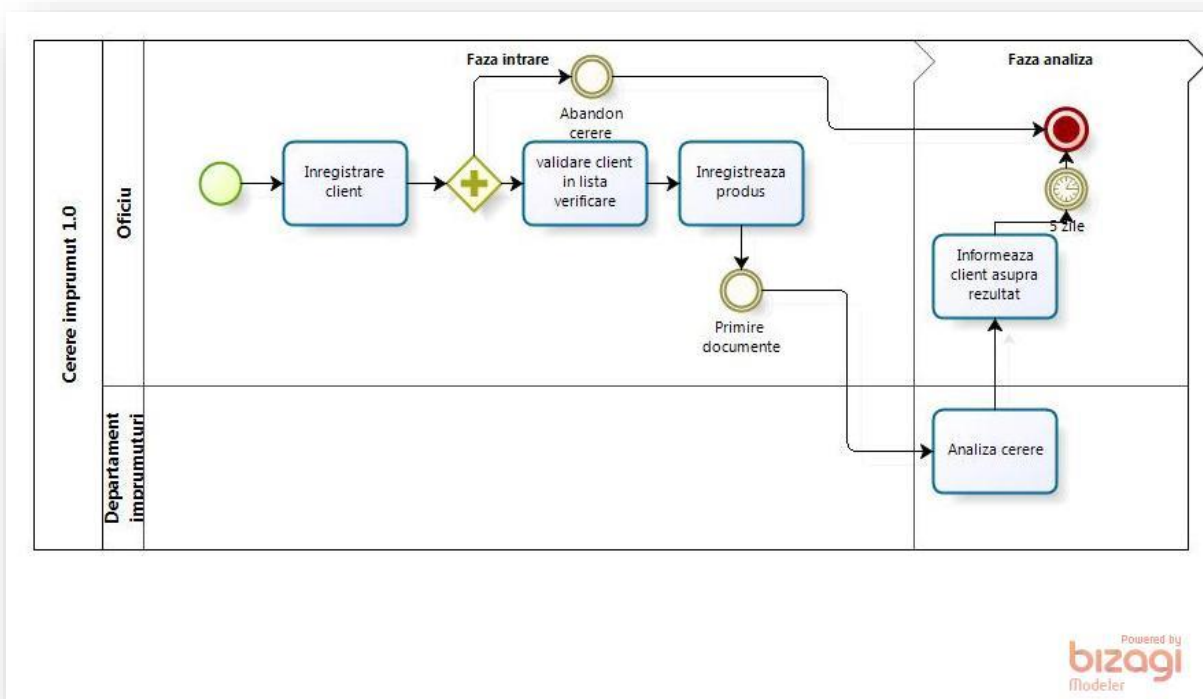 Cerere imprumut 1.0
Oficiu
Faza intrare
Faza analiza
Abandon
cerere
Inregistrare
client
validare client
in lista
verificare
Inregistreaza
produs
5 zile
Informeaza
client asupra
rezultat
Primire
documente
Departament
imprumuturi
Analiza cerere
Powered by
bizagi
Modeler